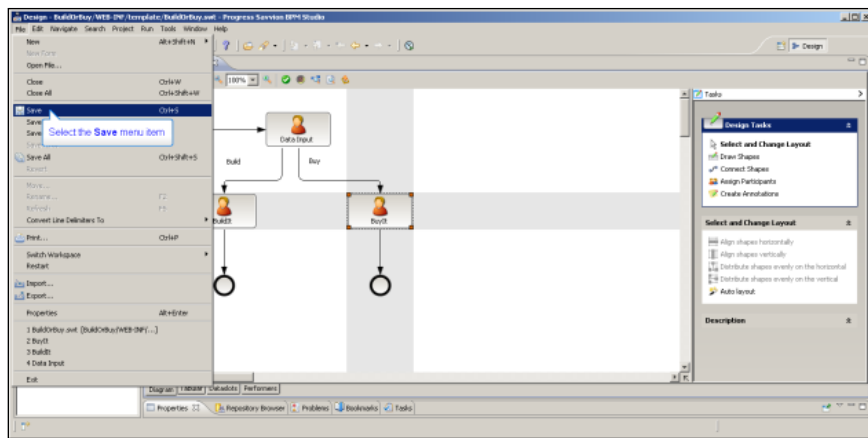 Design - BuildOrBuy/WEB-INF/template/BuildOrBuy.swt - Progress Savvion BPM Studio
File Edit Navigate Search Project Run Tools Window Help
New Alt+Shift+N
New Form
Open File...
Close Ctrl+W
Close All Ctrl+Shift+W
Save Ctrl+S
Save
Save
Select the Save menu item
Save All Ctrl+Shift+S
Revert
Move...
Rename... F2
Refresh F5
Convert Line Delimiters To
Print... Ctrl+P
Switch Workspace
Restart
Import...
Export...
Properties Alt+Enter
1 BuildOrBuy.swt [BuildOrBuy/WEB-INF/...]
2 BuyIt
3 BuildIt
4 Data Input
Exit
Design
100%
Data Input
Build
Buy
BuildIt
BuyIt
Tasks
Design Tasks
Select and Change Layout
Draw Shapes
Connect Shapes
Assign Participants
Create Annotations
Select and Change Layout
Align shapes horizontally
Align shapes vertically
Distribute shapes evenly on the horizontal
Distribute shapes evenly on the vertical
Auto layout
Description
Diagram Tabular Datadots Performers
Properties Repository Browser Problems Bookmarks Tasks